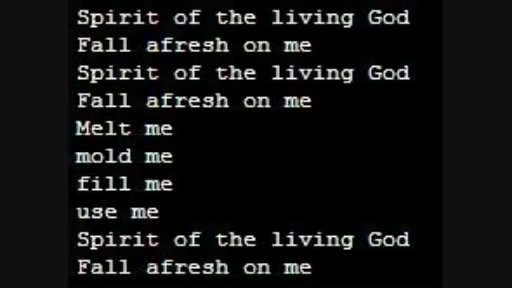 Spirit of the living God
Fall afresh on me
Spirit of the living God
Fall afresh on me
Melt me
mold me
fill me
use me
Spirit of the living God
Fall afresh on me